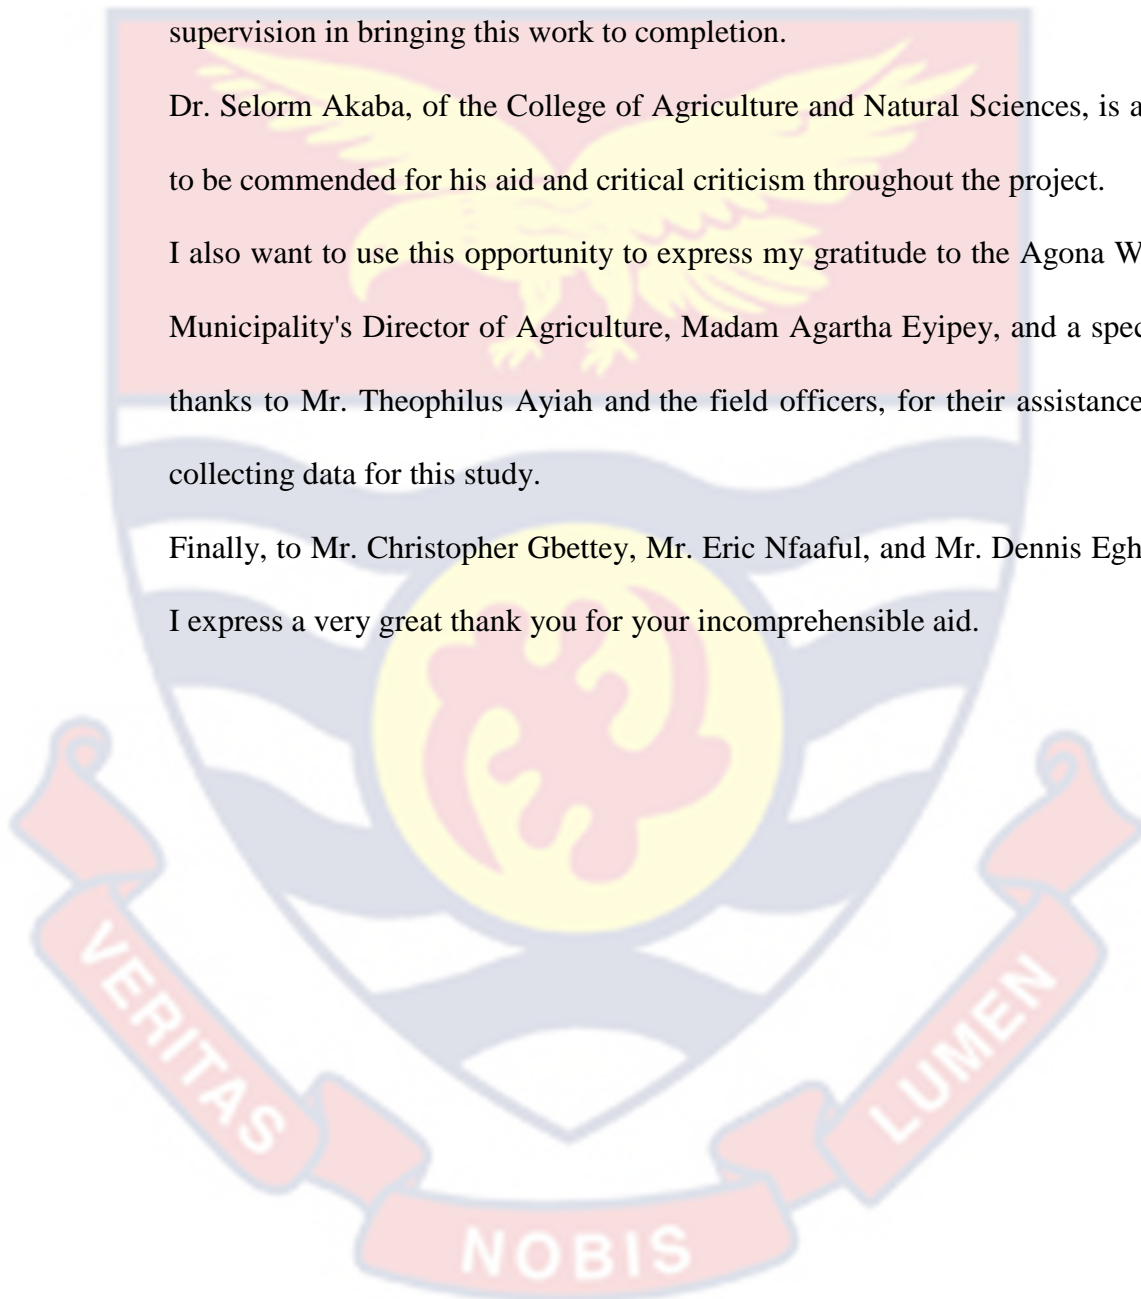 supervision in bringing this work to completion.
Dr. Selorm Akaba, of the College of Agriculture and Natural Sciences, is a
to be commended for his aid and critical criticism throughout the project.
I also want to use this opportunity to express my gratitude to the Agona W
Municipality's Director of Agriculture, Madam Agartha Eyipey, and a spec
thanks to Mr. Theophilus Ayiah and the field officers, for their assistance
collecting data for this study.
Finally, to Mr. Christopher Gbettey, Mr. Eric Nfaaful, and Mr. Dennis Egh
I express a very great thank you for your incomprehensible aid.
VERITAS
NOBIS
LUMEN